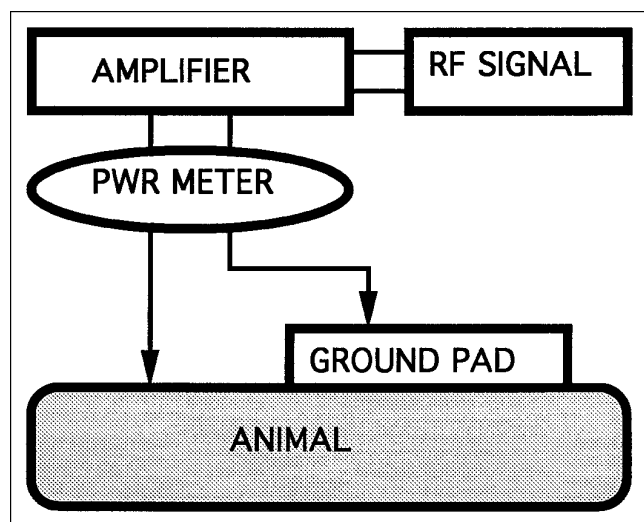 AMPLIFIER
RF SIGNAL
PWR METER
GROUND PAD
ANIMAL